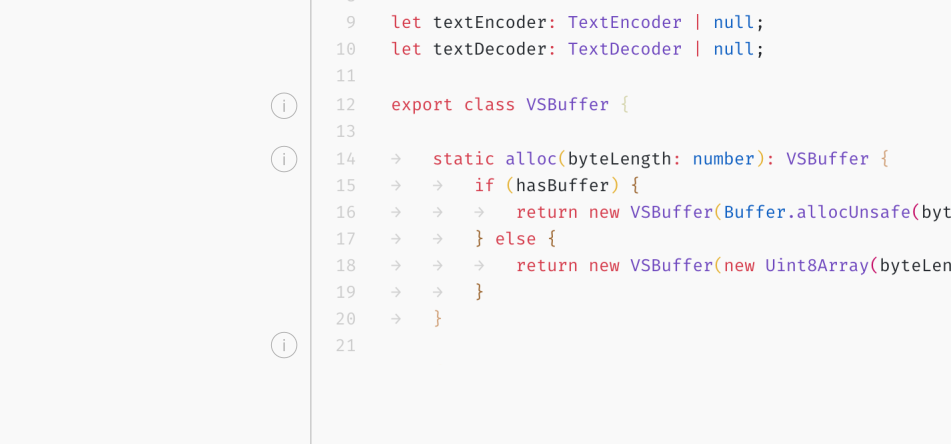 9 let textEncoder: TextEncoder | null;
10 let textDecoder: TextDecoder | null;
11
i 12 export class VSBuffer {
13
i 14 → static alloc(byteLength: number): VSBuffer {
15 → → if (hasBuffer) {
16 → → → return new VSBuffer(Buffer.allocUnsafe(byt
17 → → } else {
18 → → → return new VSBuffer(new Uint8Array(byteLen
19 → → }
20 → }
i 21